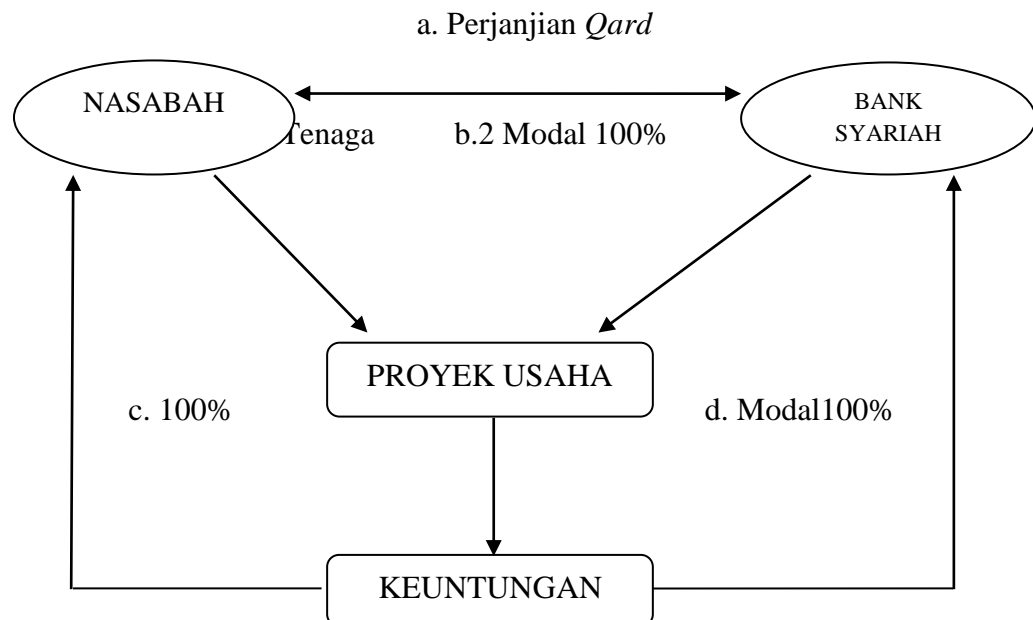 a. Perjanjian Qard
NASABAH
BANK
SYARIAH
Tenaga
b.2 Modal 100%
PROYEK USAHA
c. 100%
d. Modal100%
KEUNTUNGAN